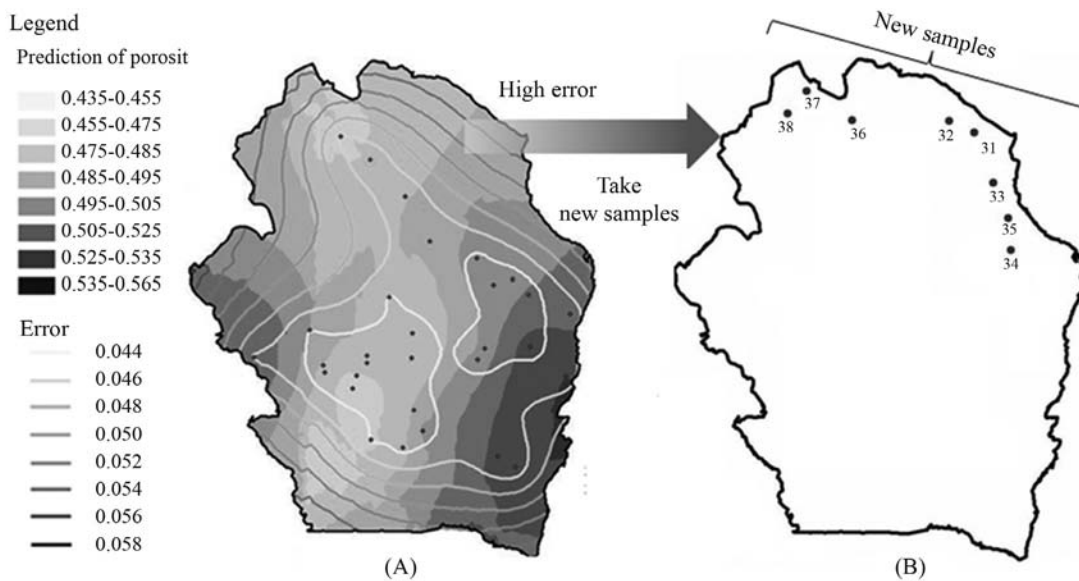 Legend
Prediction of porosit
0.435-0.455
0.455-0.475
0.475-0.485
0.485-0.495
0.495-0.505
0.505-0.525
0.525-0.535
0.535-0.565
Error
0.044
0.046
0.048
0.050
0.052
0.054
0.056
0.058
High error
Take
new samples
New samples
37
38
36
32
31
33
35
34
(A)
(B)